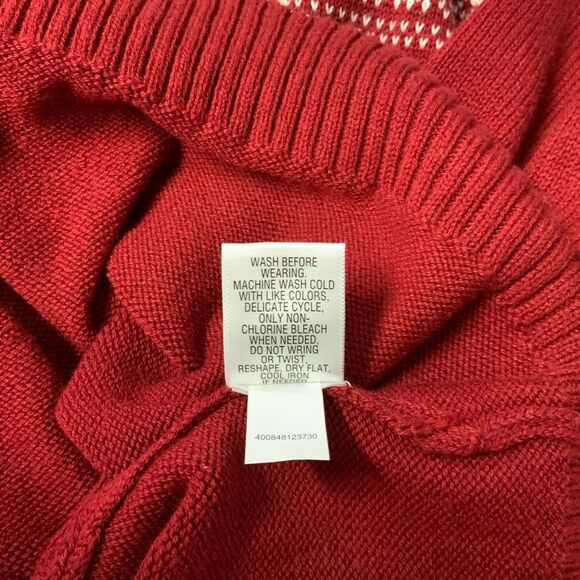 WASH BEFORE
WEARING.
MACHINE WASH COLD
WITH LIKE COLORS,
DELICATE CYCLE,
ONLY NON-
CHLORINE BLEACH
WHEN NEEDED,
DO NOT WRING
OR TWIST,
RESHAPE, DRY FLAT,
COOL IRON
IF NEEDED
400848123730